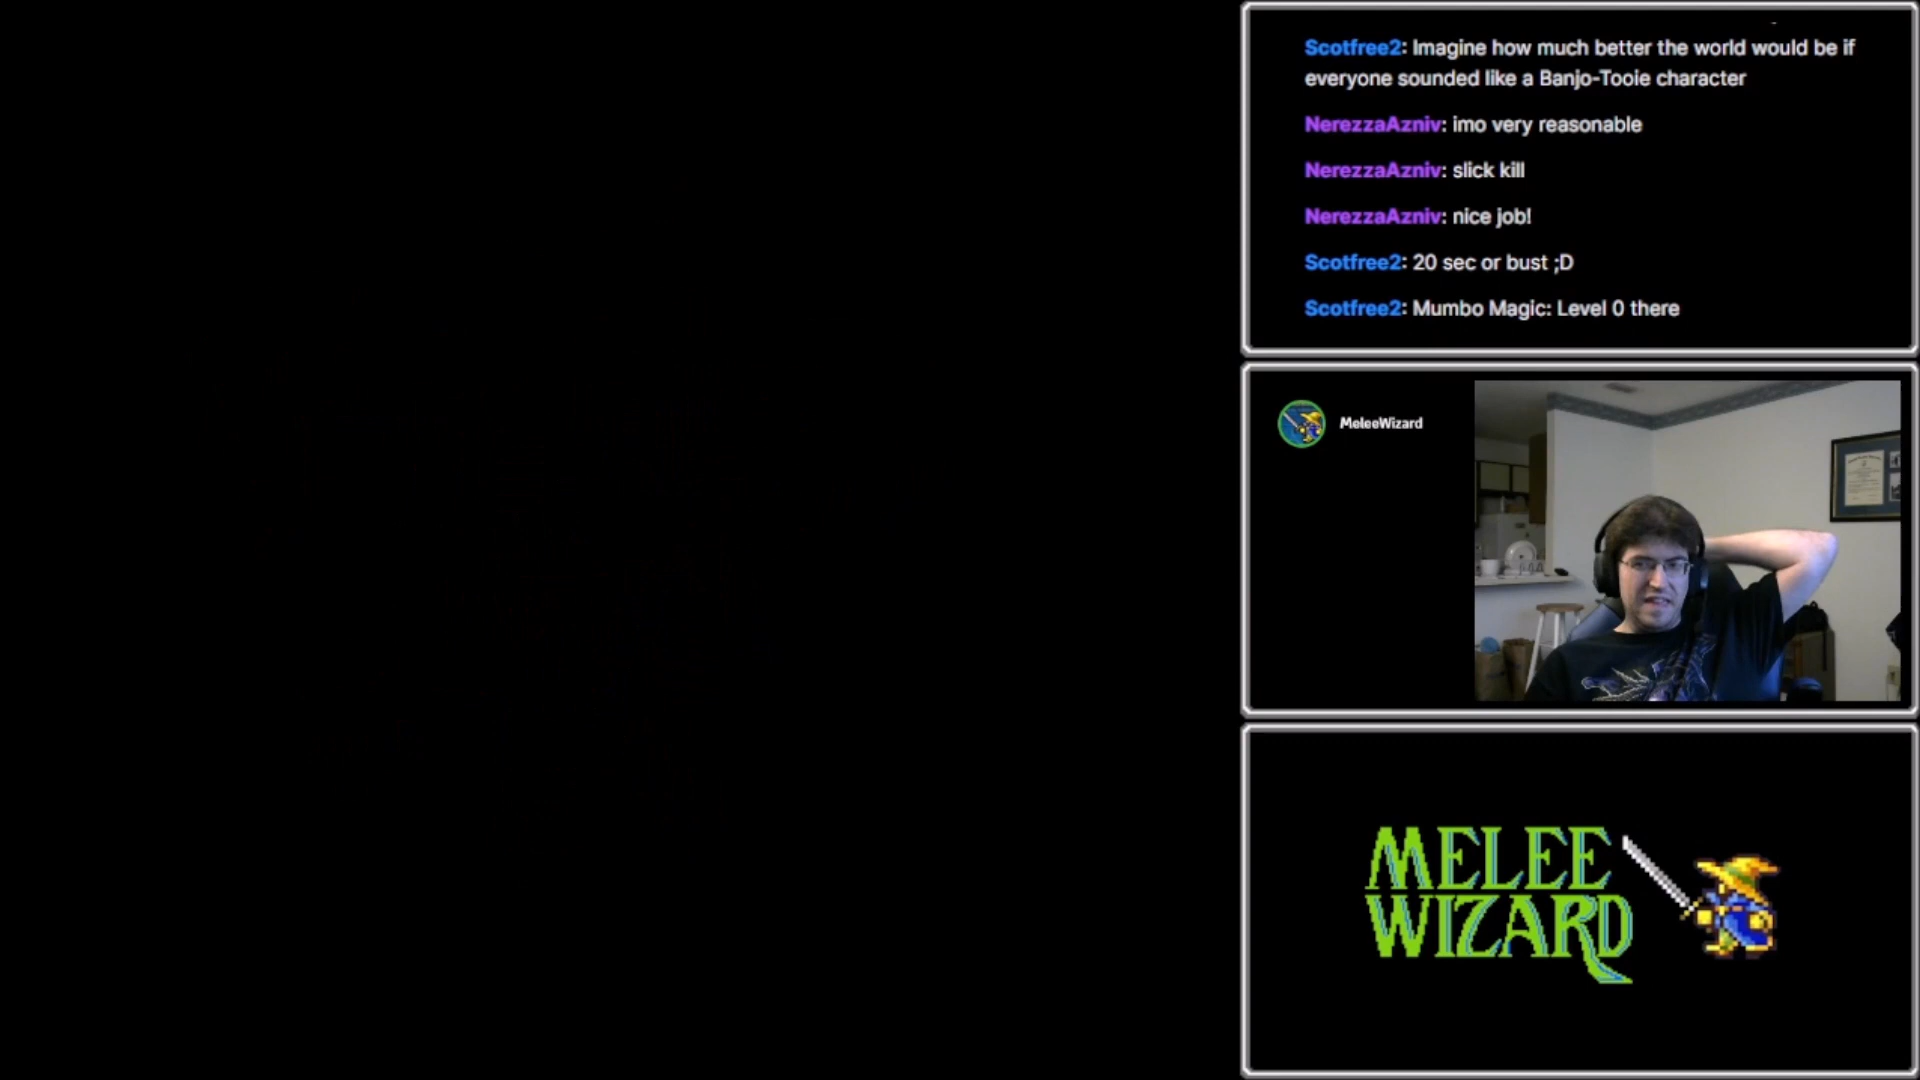 Scotfree2: Imagine how much better the world would be if
everyone sounded like a Banjo-Tooie character
NerezzaAzniv: imo very reasonable
NerezzaAzniv: slick kill
NerezzaAzniv: nice job!
Scotfree2: 20 sec or bust ;D
Scotfree2: Mumbo Magic: Level 0 there
MeleeWizard
MELEE
WIZARD